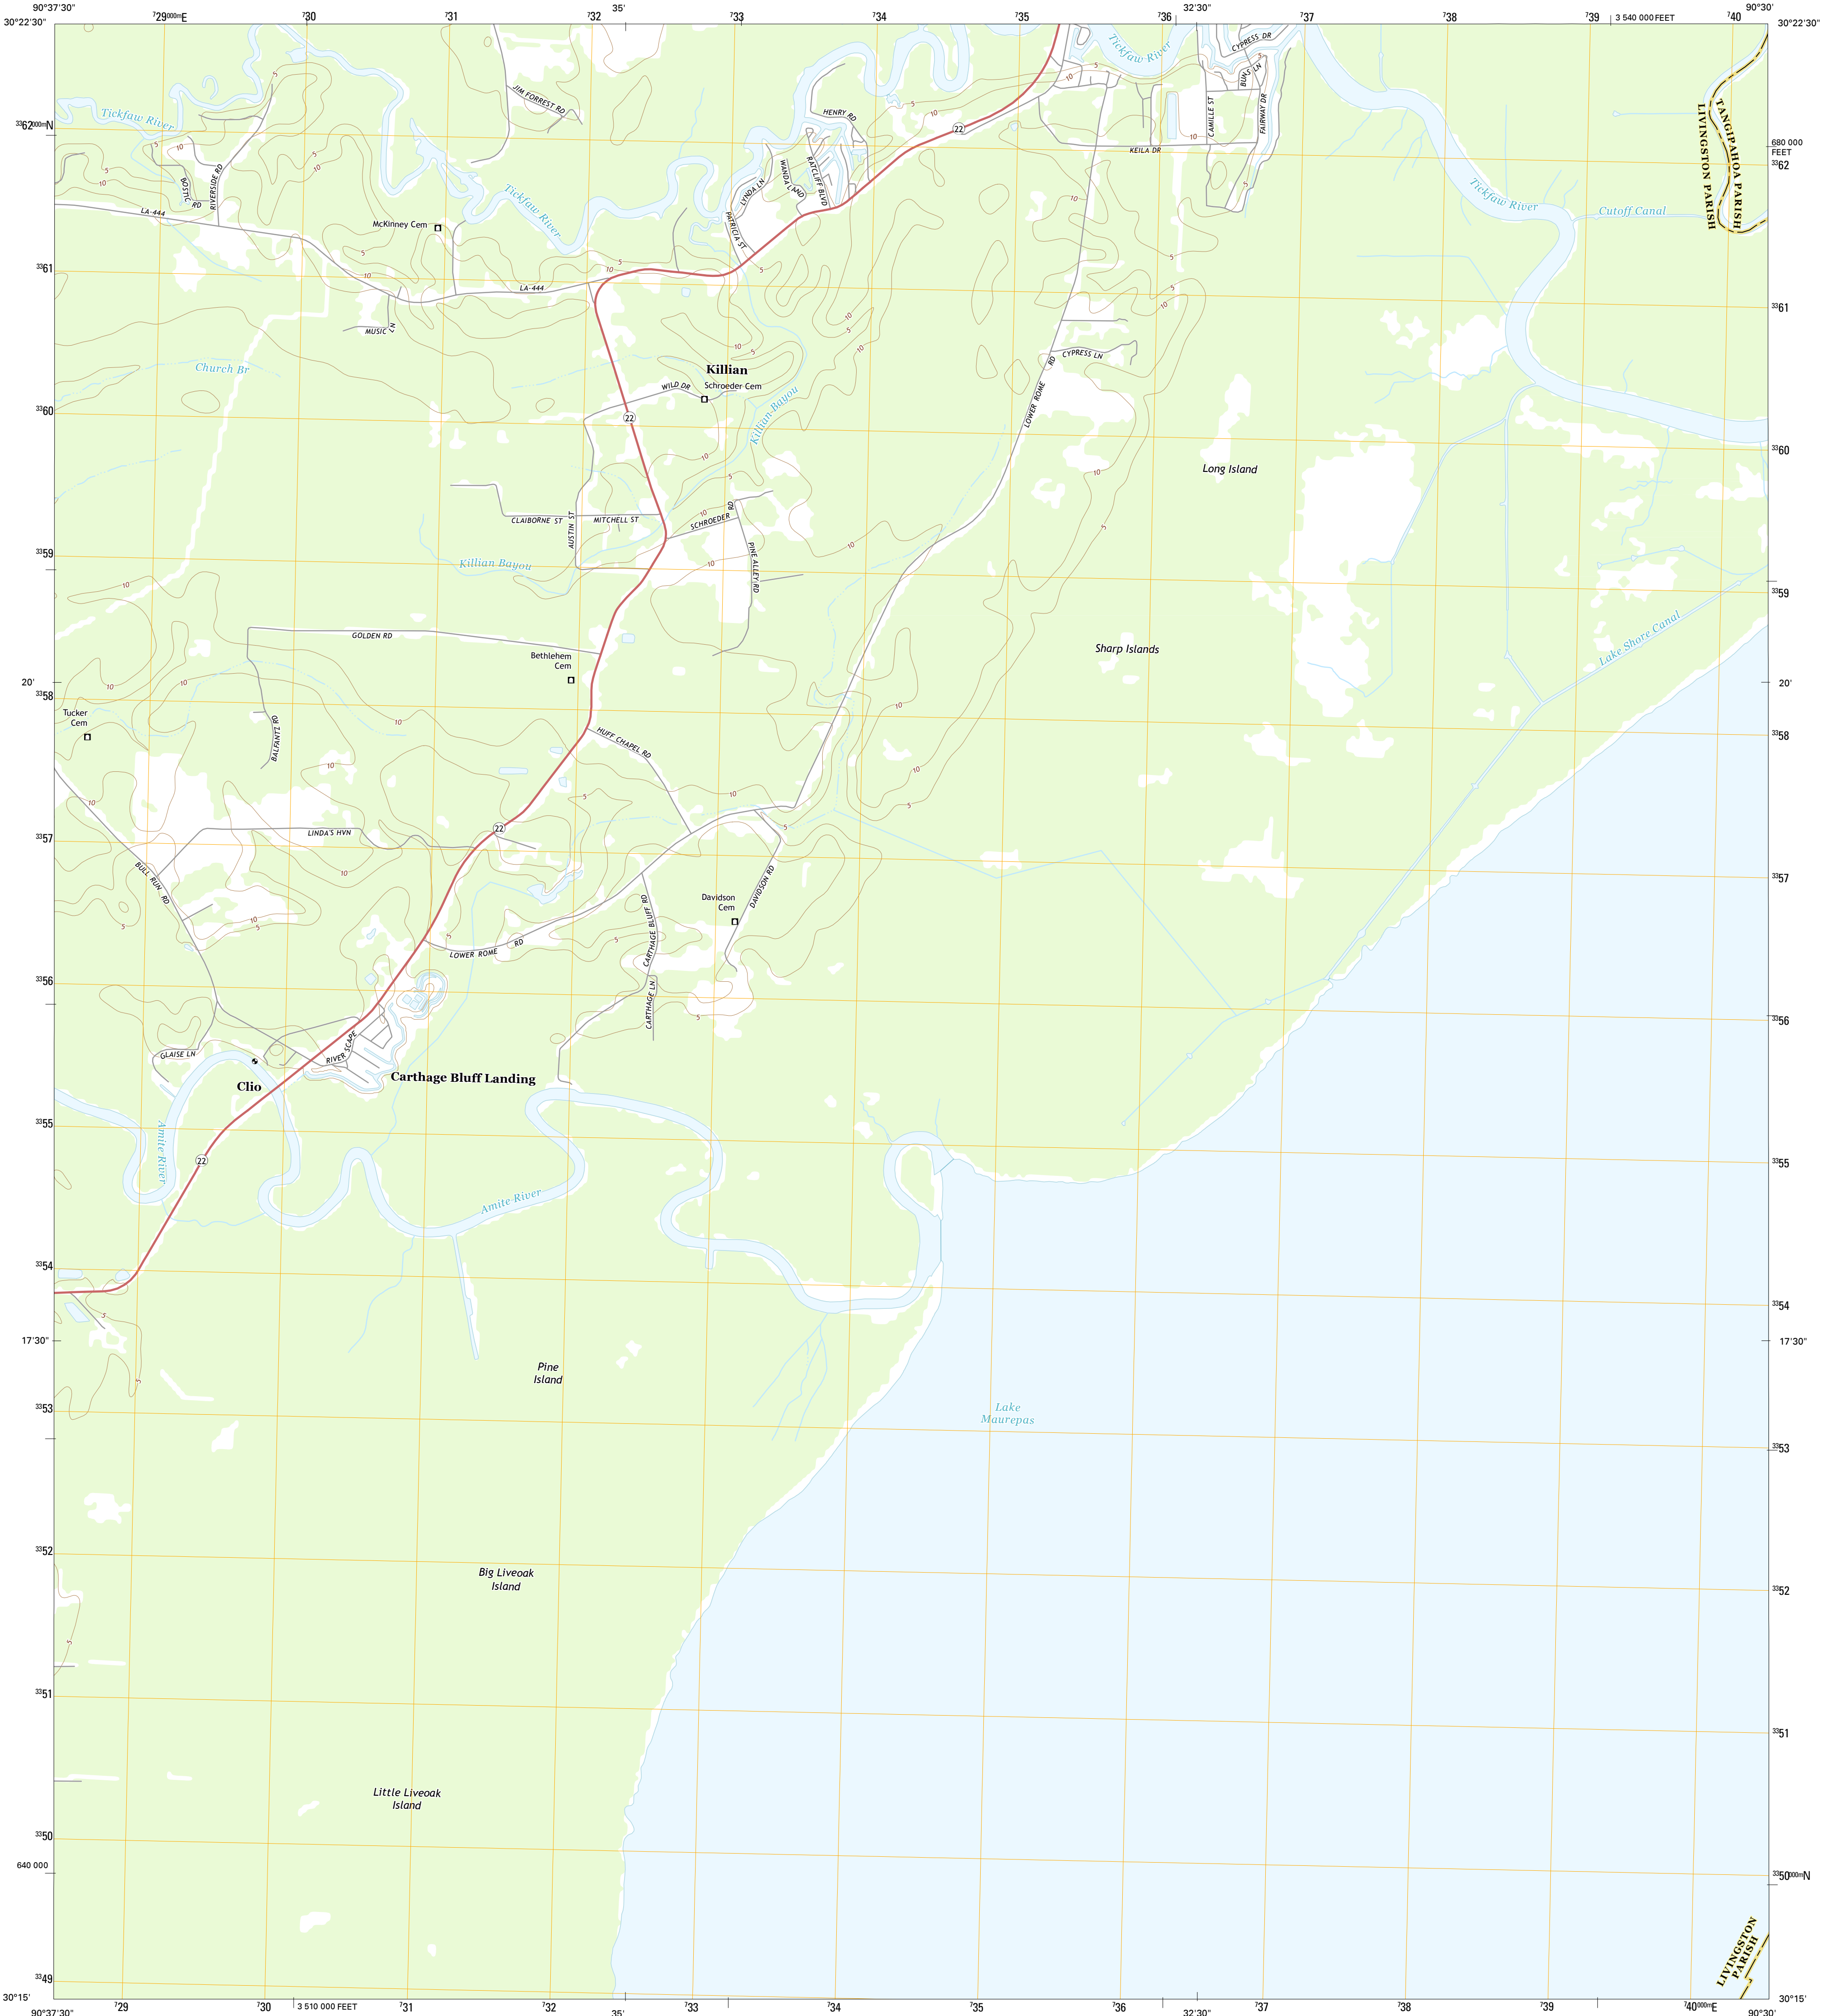 90°37'30"
⁷29⁰⁰⁰ᵐE
⁷30
⁷31
⁷32
35'
⁷33
⁷34
⁷35
⁷36
32'30"
⁷37
⁷38
⁷39
3 540 000 FEET
⁷40
90°30'
30°22'30"
30°22'30"
CYPRESS DR
Tickfaw River
BUNS LN
5
JIM FORREST RD
Tickfaw River
HENRY RD
22
CAMILLE ST
FAIRWAY DR
TANGIPAHOA PARISH
LIVINGSTON PARISH
³³62⁰⁰⁰ᵐN
680 000
FEET
³³62
KEILA DR
10
BOSTIC RD
RIVERSIDE RD
LYNDA LN
WANDA LAND
RATCLIFF BLVD
PATRICIA ST
Tickfaw River
Tickfaw River
Cutoff Canal
LA-444
McKinney Cem
³³61
LA-444
³³61
MUSIC LN
CYPRESS LN
Church Br
Killian
Schroeder Cem
WILD DR
LOWER ROME RD
Killian Bayou
³³60
22
³³60
Long Island
CLAIBORNE ST
AUSTIN ST
MITCHELL ST
SCHROEDER RD
PINE ALLEY RD
Killian Bayou
³³59
³³59
Lake Shore Canal
GOLDEN RD
Bethlehem
Cem
Sharp Islands
20'
³³58
20'
³³58
Tucker
Cem
BALFANTZ RD
HUFF CHAPEL RD
³³57
LINDA'S HVN
22
BULL RUN RD
³³57
Davidson
Cem
DAVIDSON RD
CARTHAGE BLUFF RD
LOWER ROME RD
³³56
CARTHAGE LN
³³56
GLAISE LN
RIVER SCAPE
Clio
Carthage Bluff Landing
³³55
Amite River
22
³³55
Amite River
³³54
³³54
17'30"
17'30"
Pine
Island
Lake
Maurepas
³³53
³³53
³³52
Big Liveoak
Island
³³52
³³51
³³51
Little Liveoak
Island
³³50
640 000
³³50⁰⁰⁰ᵐN
LIVINGSTON
PARISH
³³49
30°15'
30°15'
90°37'30"
⁷29
⁷30
3 510 000 FEET
⁷31
⁷32
35'
⁷33
⁷34
⁷35
⁷36
32'30"
⁷37
⁷38
⁷39
⁷40⁰⁰⁰ᵐE
90°30'